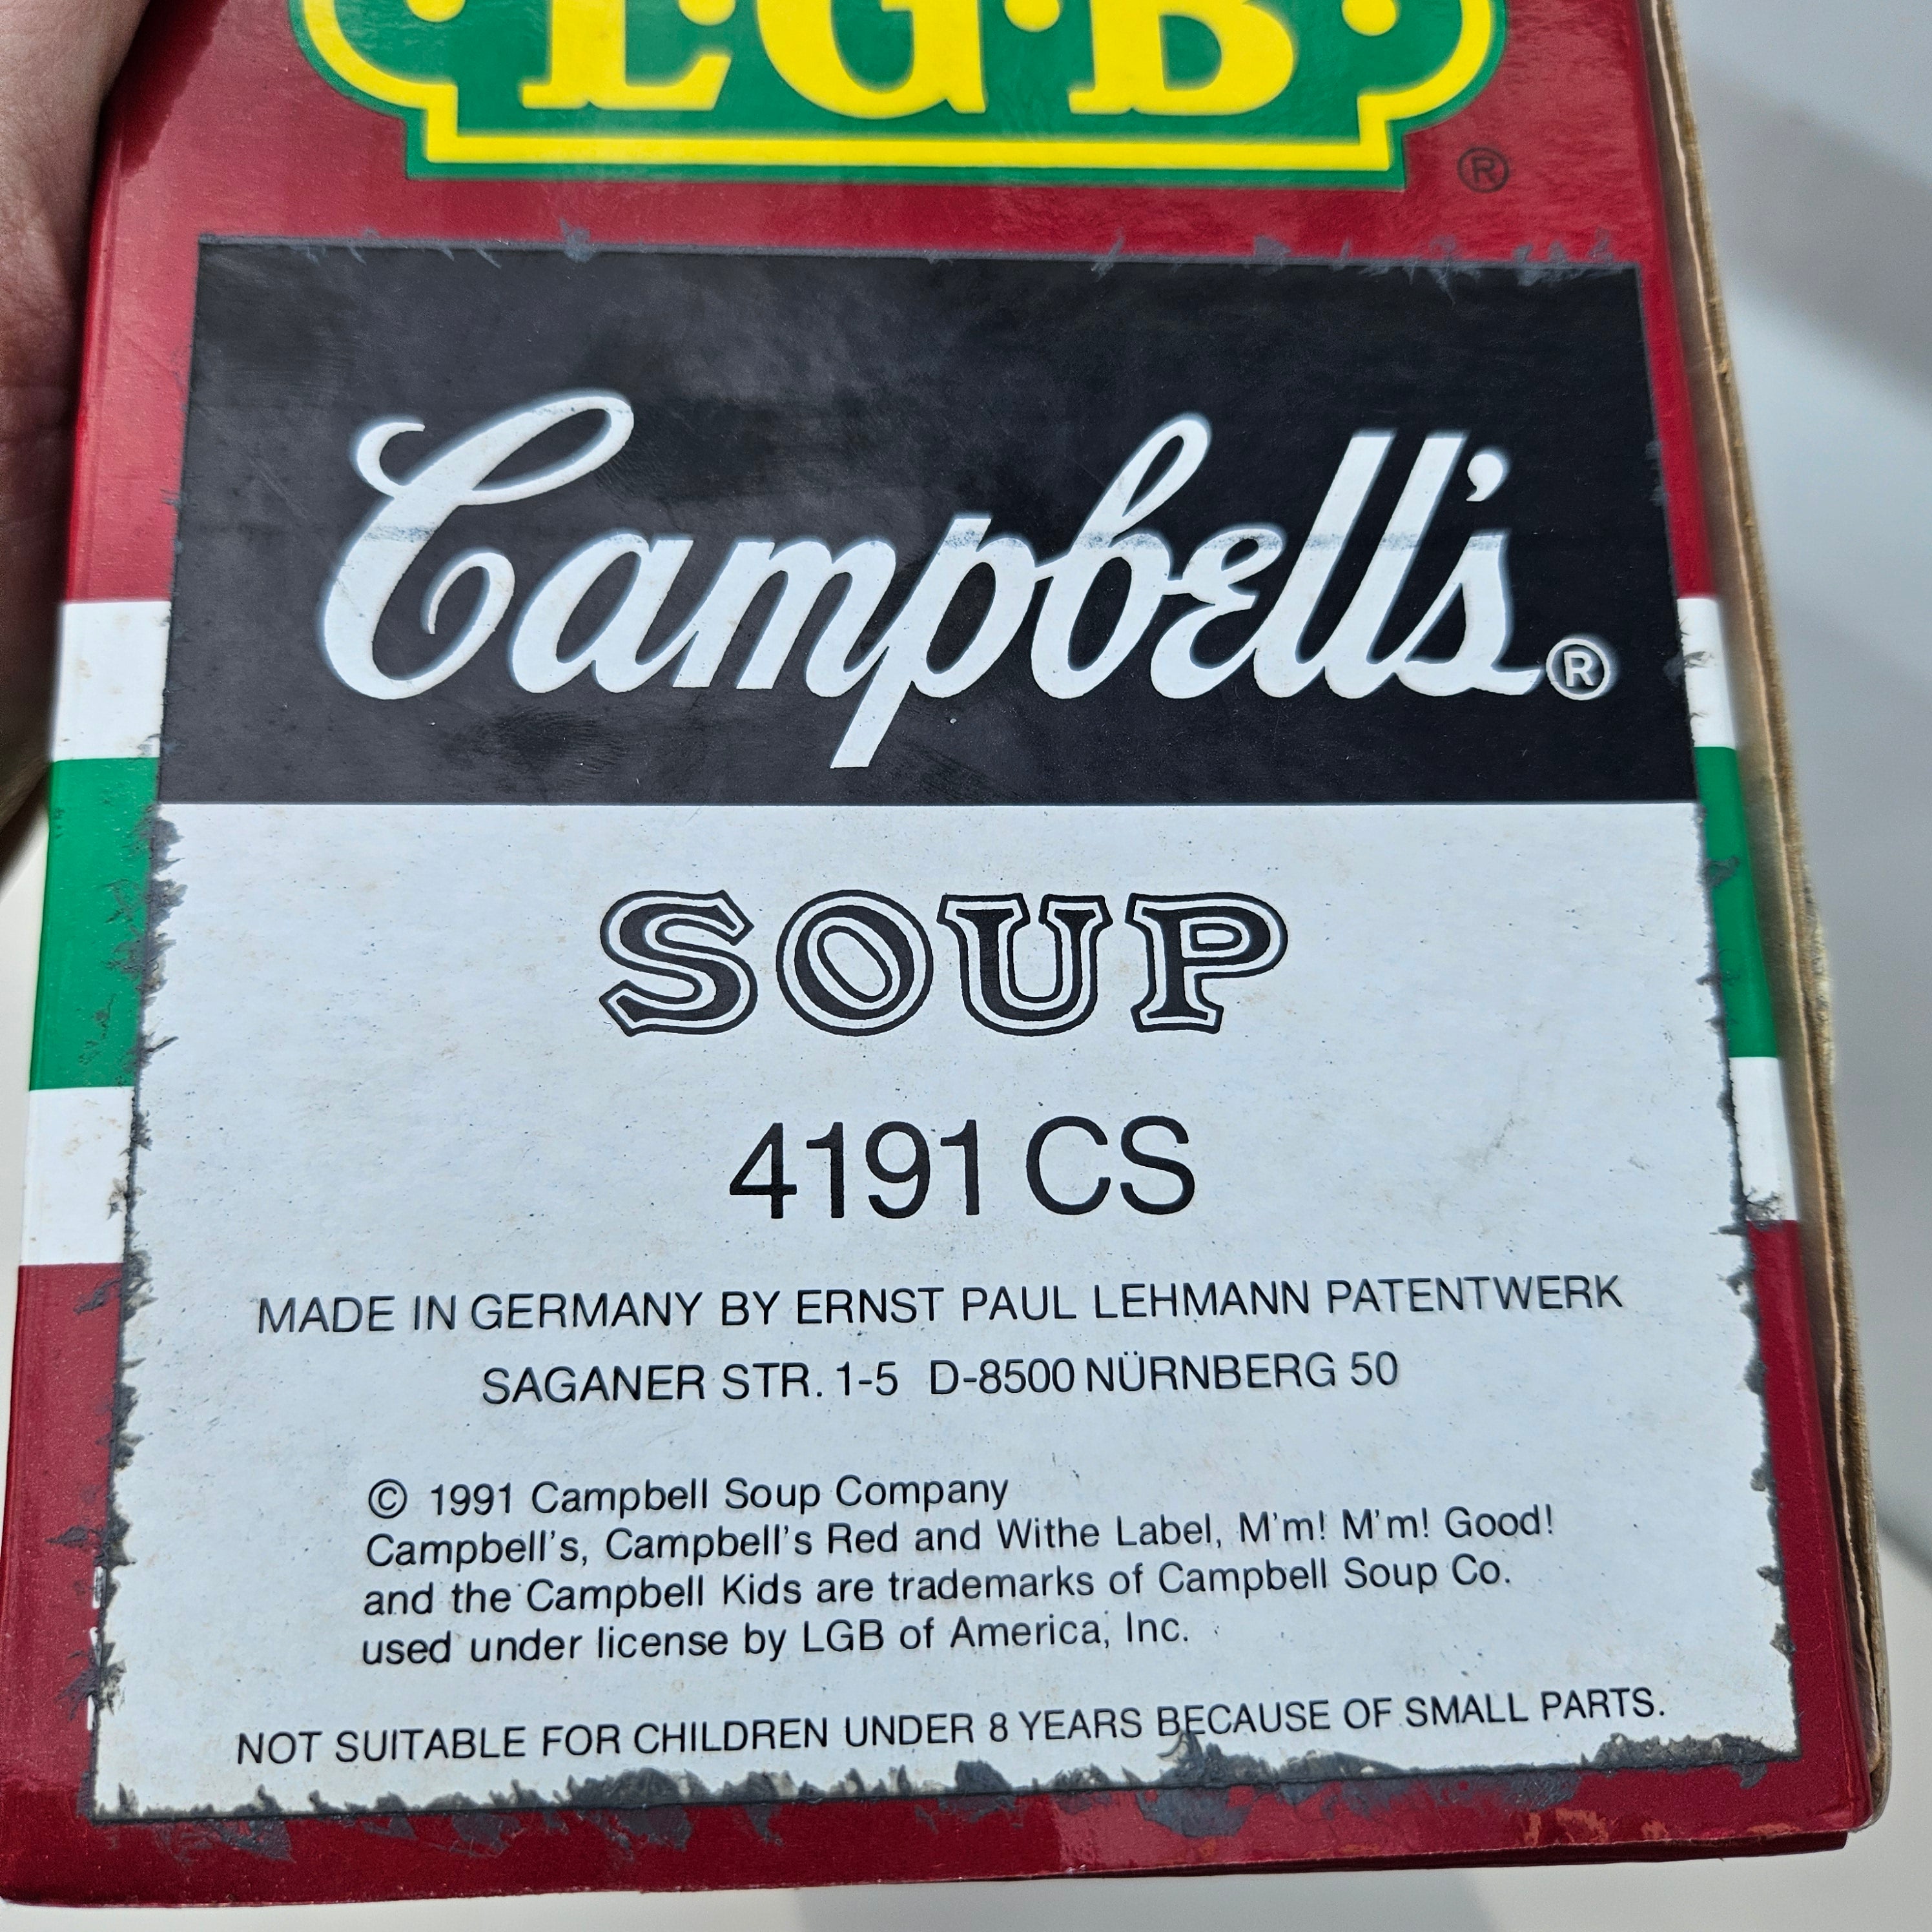 L·G·B
®
Campbell's®
SOUP
4191 CS
MADE IN GERMANY BY ERNST PAUL LEHMANN PATENTWERK
SAGANER STR. 1-5 D-8500 NÜRNBERG 50
© 1991 Campbell Soup Company
Campbell's, Campbell's Red and Withe Label, M'm! M'm! Good!
and the Campbell Kids are trademarks of Campbell Soup Co.
used under license by LGB of America, Inc.
NOT SUITABLE FOR CHILDREN UNDER 8 YEARS BECAUSE OF SMALL PARTS.